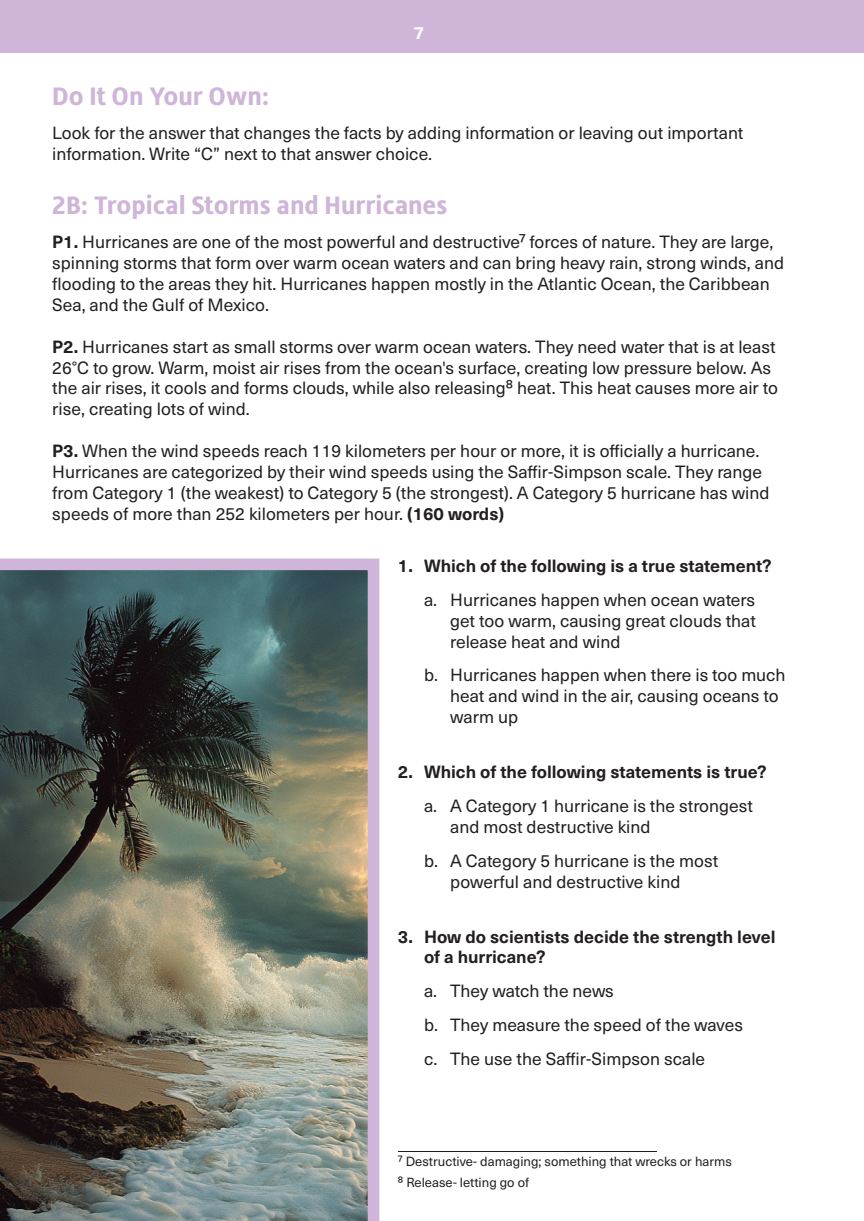 7
Do It On Your Own:
Look for the answer that changes the facts by adding information or leaving out important
information. Write “C” next to that answer choice.
2B: Tropical Storms and Hurricanes
P1. Hurricanes are one of the most powerful and destructive⁷ forces of nature. They are large,
spinning storms that form over warm ocean waters and can bring heavy rain, strong winds, and
flooding to the areas they hit. Hurricanes happen mostly in the Atlantic Ocean, the Caribbean
Sea, and the Gulf of Mexico.
P2. Hurricanes start as small storms over warm ocean waters. They need water that is at least
26°C to grow. Warm, moist air rises from the ocean's surface, creating low pressure below. As
the air rises, it cools and forms clouds, while also releasing⁸ heat. This heat causes more air to
rise, creating lots of wind.
P3. When the wind speeds reach 119 kilometers per hour or more, it is officially a hurricane.
Hurricanes are categorized by their wind speeds using the Saffir-Simpson scale. They range
from Category 1 (the weakest) to Category 5 (the strongest). A Category 5 hurricane has wind
speeds of more than 252 kilometers per hour. (160 words)
1. Which of the following is a true statement?
a. Hurricanes happen when ocean waters
get too warm, causing great clouds that
release heat and wind
b. Hurricanes happen when there is too much
heat and wind in the air, causing oceans to
warm up
2. Which of the following statements is true?
a. A Category 1 hurricane is the strongest
and most destructive kind
b. A Category 5 hurricane is the most
powerful and destructive kind
3. How do scientists decide the strength level
of a hurricane?
a. They watch the news
b. They measure the speed of the waves
c. The use the Saffir-Simpson scale
⁷ Destructive- damaging; something that wrecks or harms
⁸ Release- letting go of